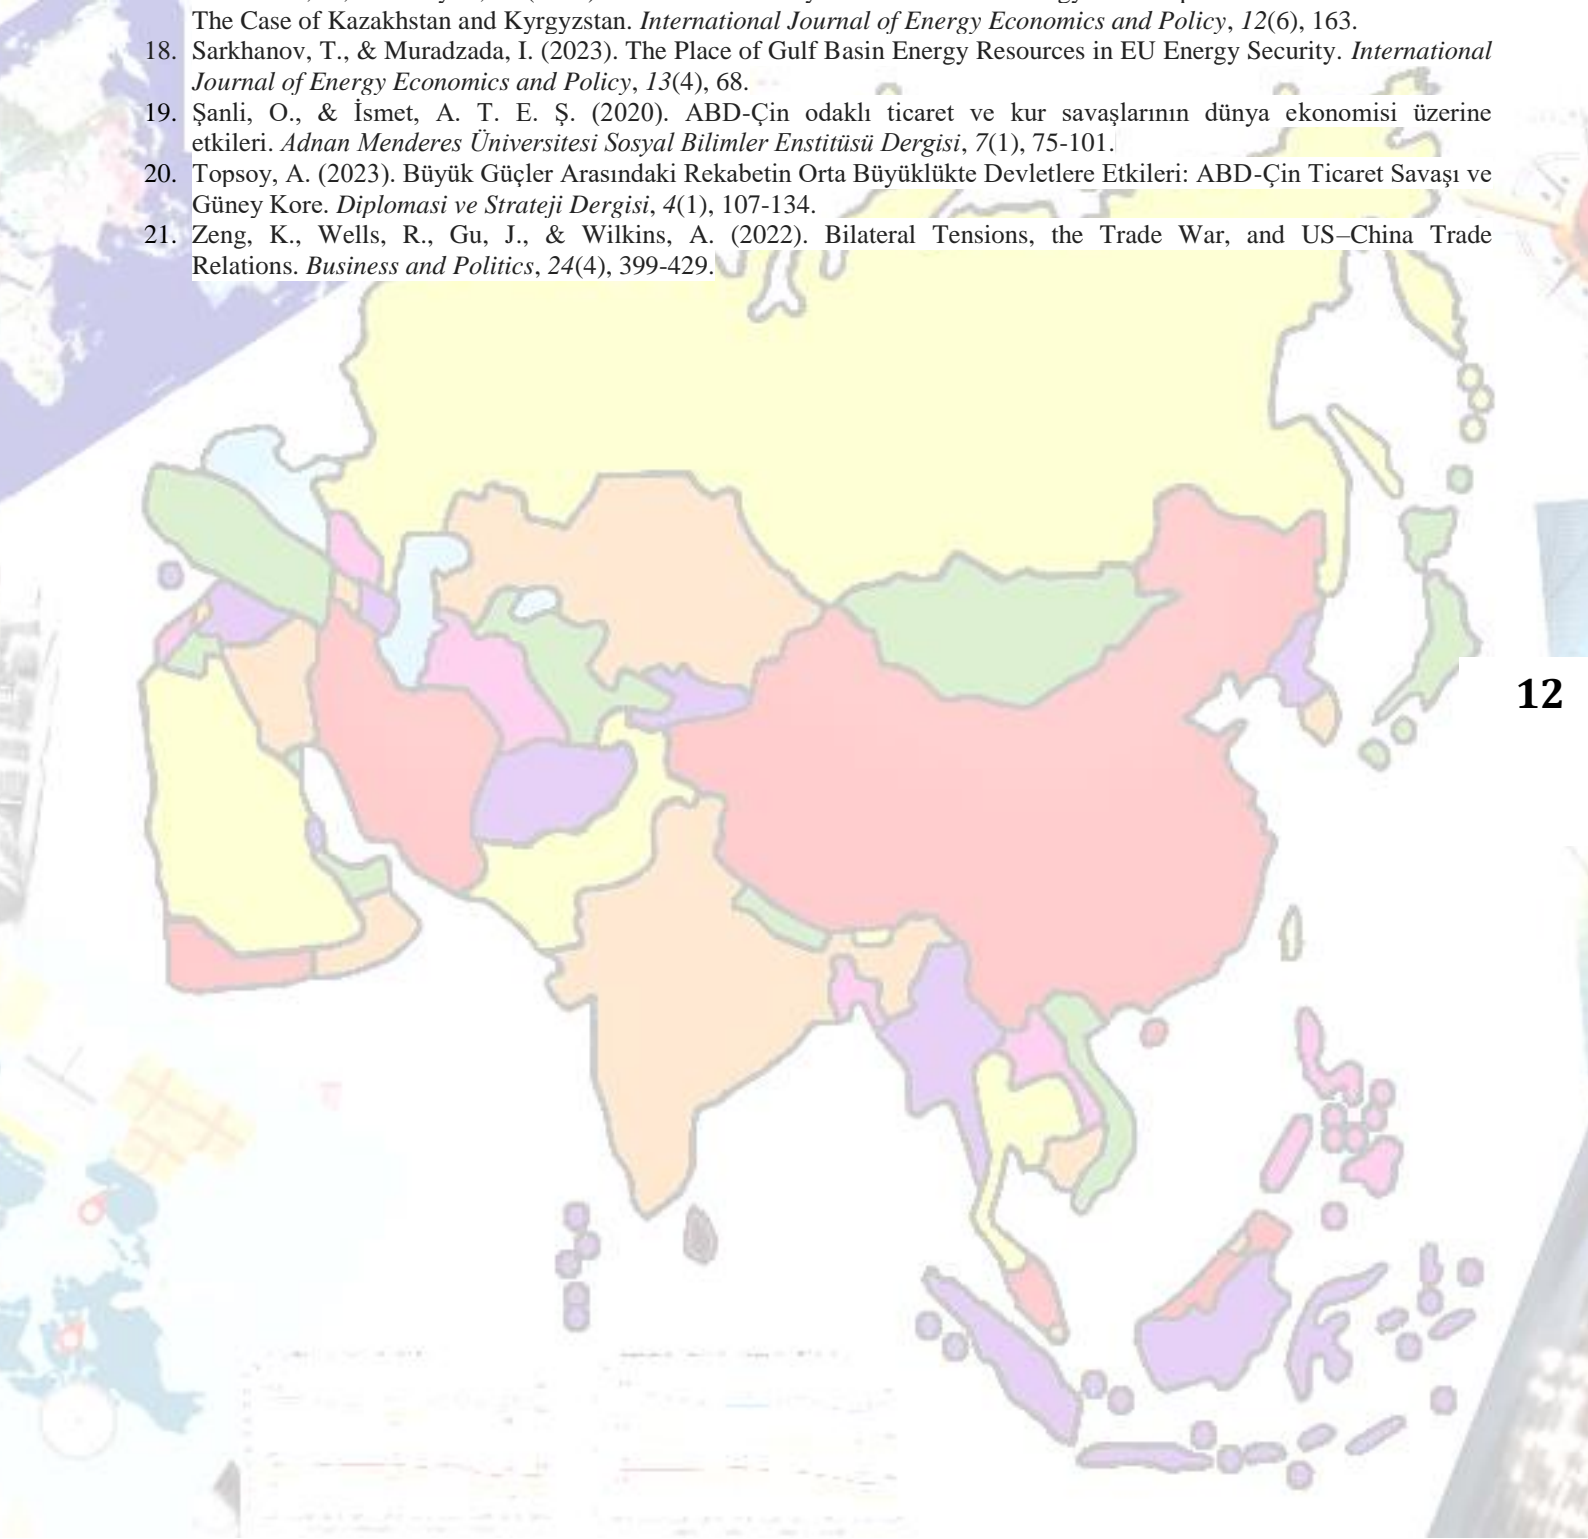 The Case of Kazakhstan and Kyrgyzstan. International Journal of Energy Economics and Policy, 12(6), 163.
18. Sarkhanov, T., & Muradzada, I. (2023). The Place of Gulf Basin Energy Resources in EU Energy Security. International
Journal of Energy Economics and Policy, 13(4), 68.
19. Şanli, O., & İsmet, A. T. E. Ş. (2020). ABD-Çin odaklı ticaret ve kur savaşlarının dünya ekonomisi üzerine
etkileri. Adnan Menderes Üniversitesi Sosyal Bilimler Enstitüsü Dergisi, 7(1), 75-101.
20. Topsoy, A. (2023). Büyük Güçler Arasındaki Rekabetin Orta Büyüklükte Devletlere Etkileri: ABD-Çin Ticaret Savaşı ve
Güney Kore. Diplomasi ve Strateji Dergisi, 4(1), 107-134.
21. Zeng, K., Wells, R., Gu, J., & Wilkins, A. (2022). Bilateral Tensions, the Trade War, and US–China Trade
Relations. Business and Politics, 24(4), 399-429.
12